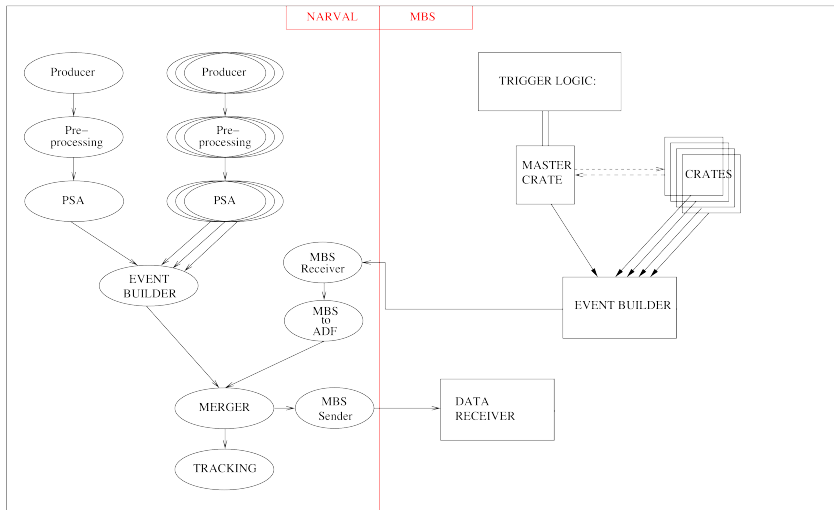 NARVAL
MBS
Producer
Producer
TRIGGER LOGIC:
Pre-
processing
Pre-
processing
MASTER
CRATE
CRATES
PSA
PSA
EVENT
BUILDER
MBS
Receiver
EVENT BUILDER
MBS
to
ADF
MERGER
MBS
Sender
DATA
RECEIVER
TRACKING